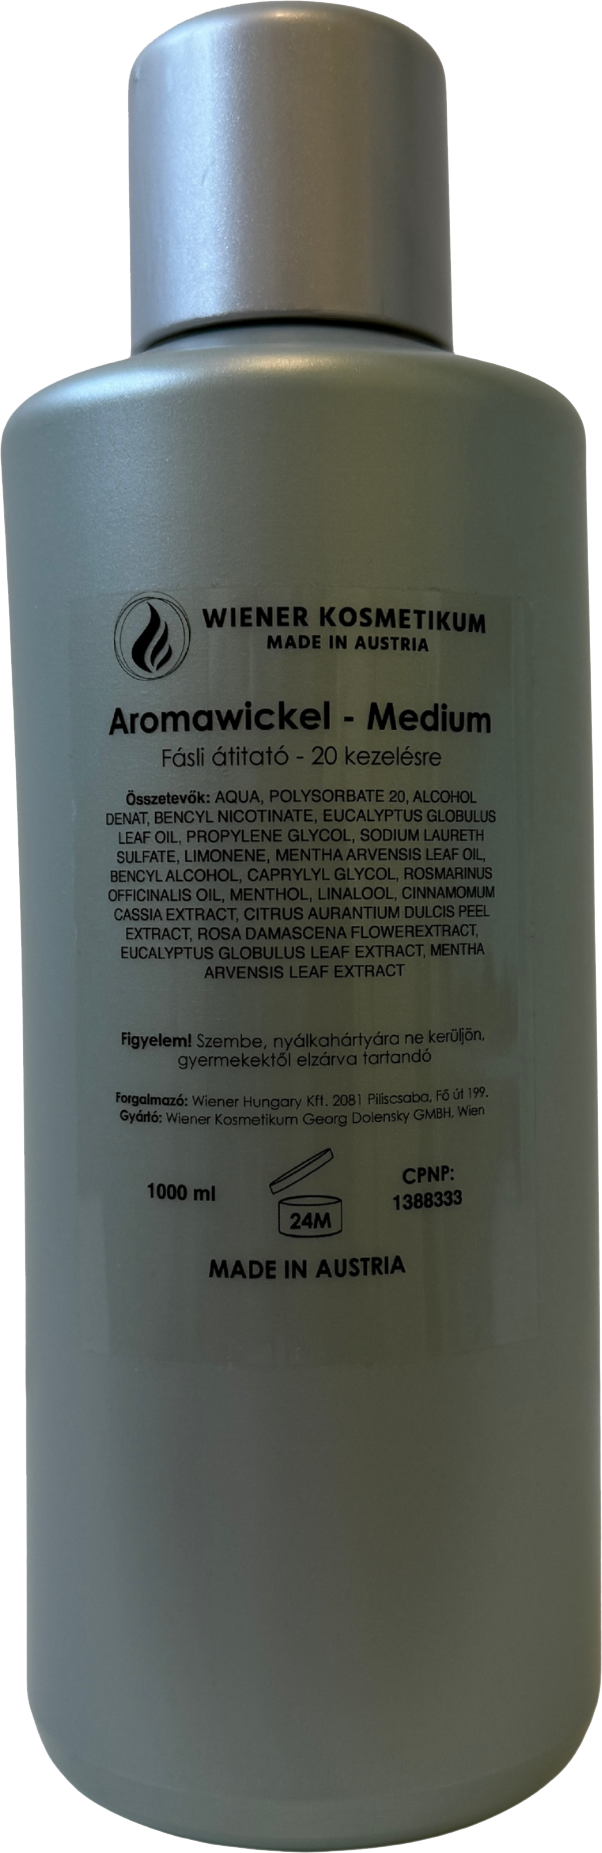 WIENER KOSMETIKUM
MADE IN AUSTRIA
Aromawickel - Medium
Fásli átitató - 20 kezelésre
Összetevők: AQUA, POLYSORBATE 20, ALCOHOL
DENAT, BENCYL NICOTINATE, EUCALYPTUS GLOBULUS
LEAF OIL, PROPYLENE GLYCOL, SODIUM LAURETH
SULFATE, LIMONENE, MENTHA ARVENSIS LEAF OIL,
BENCYL ALCOHOL, CAPRYLYL GLYCOL, ROSMARINUS
OFFICINALIS OIL, MENTHOL, LINALOOL, CINNAMOMUM
CASSIA EXTRACT, CITRUS AURANTIUM DULCIS PEEL
EXTRACT, ROSA DAMASCENA FLOWEREXTRACT,
EUCALYPTUS GLOBULUS LEAF EXTRACT, MENTHA
ARVENSIS LEAF EXTRACT
Figyelem! Szembe, nyálkahártyára ne kerüljön,
gyermekektől elzárva tartandó
Forgalmazó: Wiener Hungary Kft. 2081 Piliscsaba, Fő út 199.
Gyártó: Wiener Kosmetikum Georg Dolensky GMBH, Wien
1000 ml
24M
CPNP:
1388333
MADE IN AUSTRIA